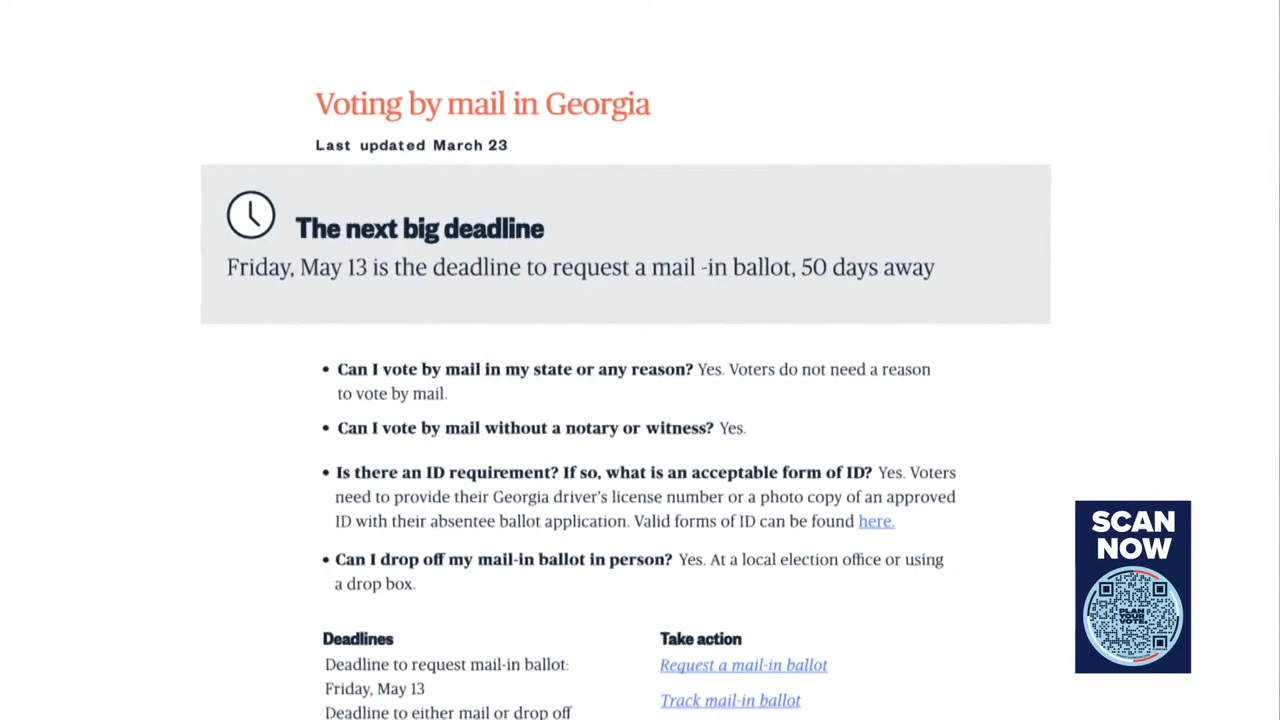 Voting by mail in Georgia
Last updated March 23
The next big deadline
Friday, May 13 is the deadline to request a mail -in ballot, 50 days away
• Can I vote by mail in my state or any reason? Yes. Voters do not need a reason
to vote by mail.
• Can I vote by mail without a notary or witness? Yes.
• Is there an ID requirement? If so, what is an acceptable form of ID? Yes. Voters
need to provide their Georgia driver's license number or a photo copy of an approved
ID with their absentee ballot application. Valid forms of ID can be found here.
• Can I drop off my mail-in ballot in person? Yes. At a local election office or using
a drop box.
Deadlines
Deadline to request mail-in ballot:
Friday, May 13
Deadline to either mail or drop off
Take action
Request a mail-in ballot
Track mail-in ballot
SCAN
NOW
PLAN
YOUR
VOTE.